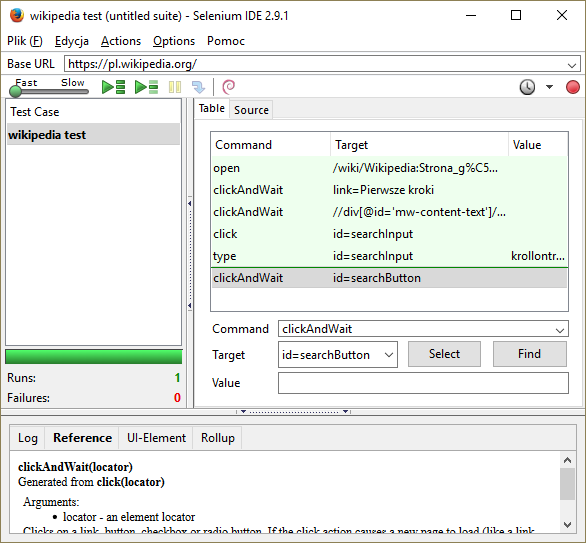 wikipedia test (untitled suite) - Selenium IDE 2.9.1
Plik (F) Edycja Actions Options Pomoc
Base URL https://pl.wikipedia.org/
Fast Slow
Table Source
Test Case
wikipedia test
Command Target Value
open /wiki/Wikipedia:Strona_g%C5...
clickAndWait link=Pierwsze kroki
clickAndWait //div[@id='mw-content-text']/...
click id=searchInput
type id=searchInput krollontr...
clickAndWait id=searchButton
Command clickAndWait
Target id=searchButton Select Find
Value
Runs: 1
Failures: 0
Log Reference UI-Element Rollup
clickAndWait(locator)
Generated from click(locator)
Arguments:
• locator - an element locator
Clicks on a link, button, checkbox or radio button. If the click action causes a new page to load (like a link